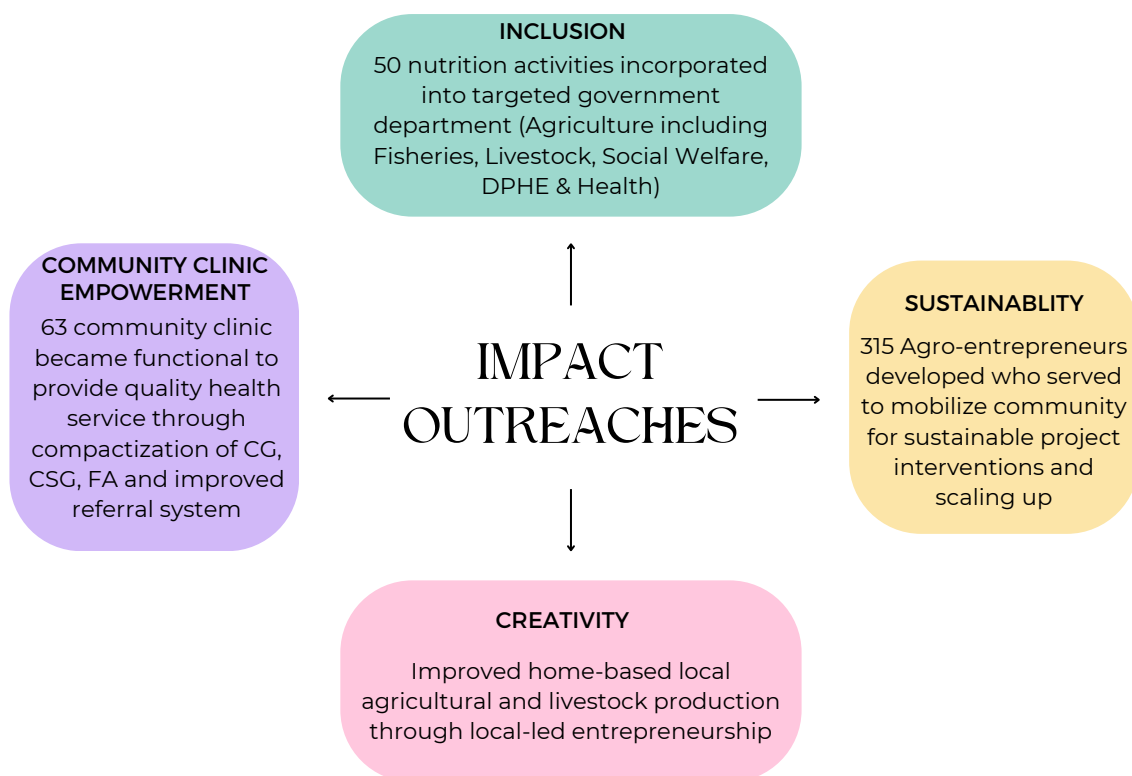 INCLUSION
50 nutrition activities incorporated
into targeted government
department (Agriculture including
Fisheries, Livestock, Social Welfare,
DPHE & Health)
COMMUNITY CLINIC
EMPOWERMENT
63 community clinic
became functional to
provide quality health
service through
compactization of CG,
CSG, FA and improved
referral system
IMPACT
OUTREACHES
SUSTAINABLITY
315 Agro-entrepreneurs
developed who served
to mobilize community
for sustainable project
interventions and
scaling up
CREATIVITY
Improved home-based local
agricultural and livestock production
through local-led entrepreneurship